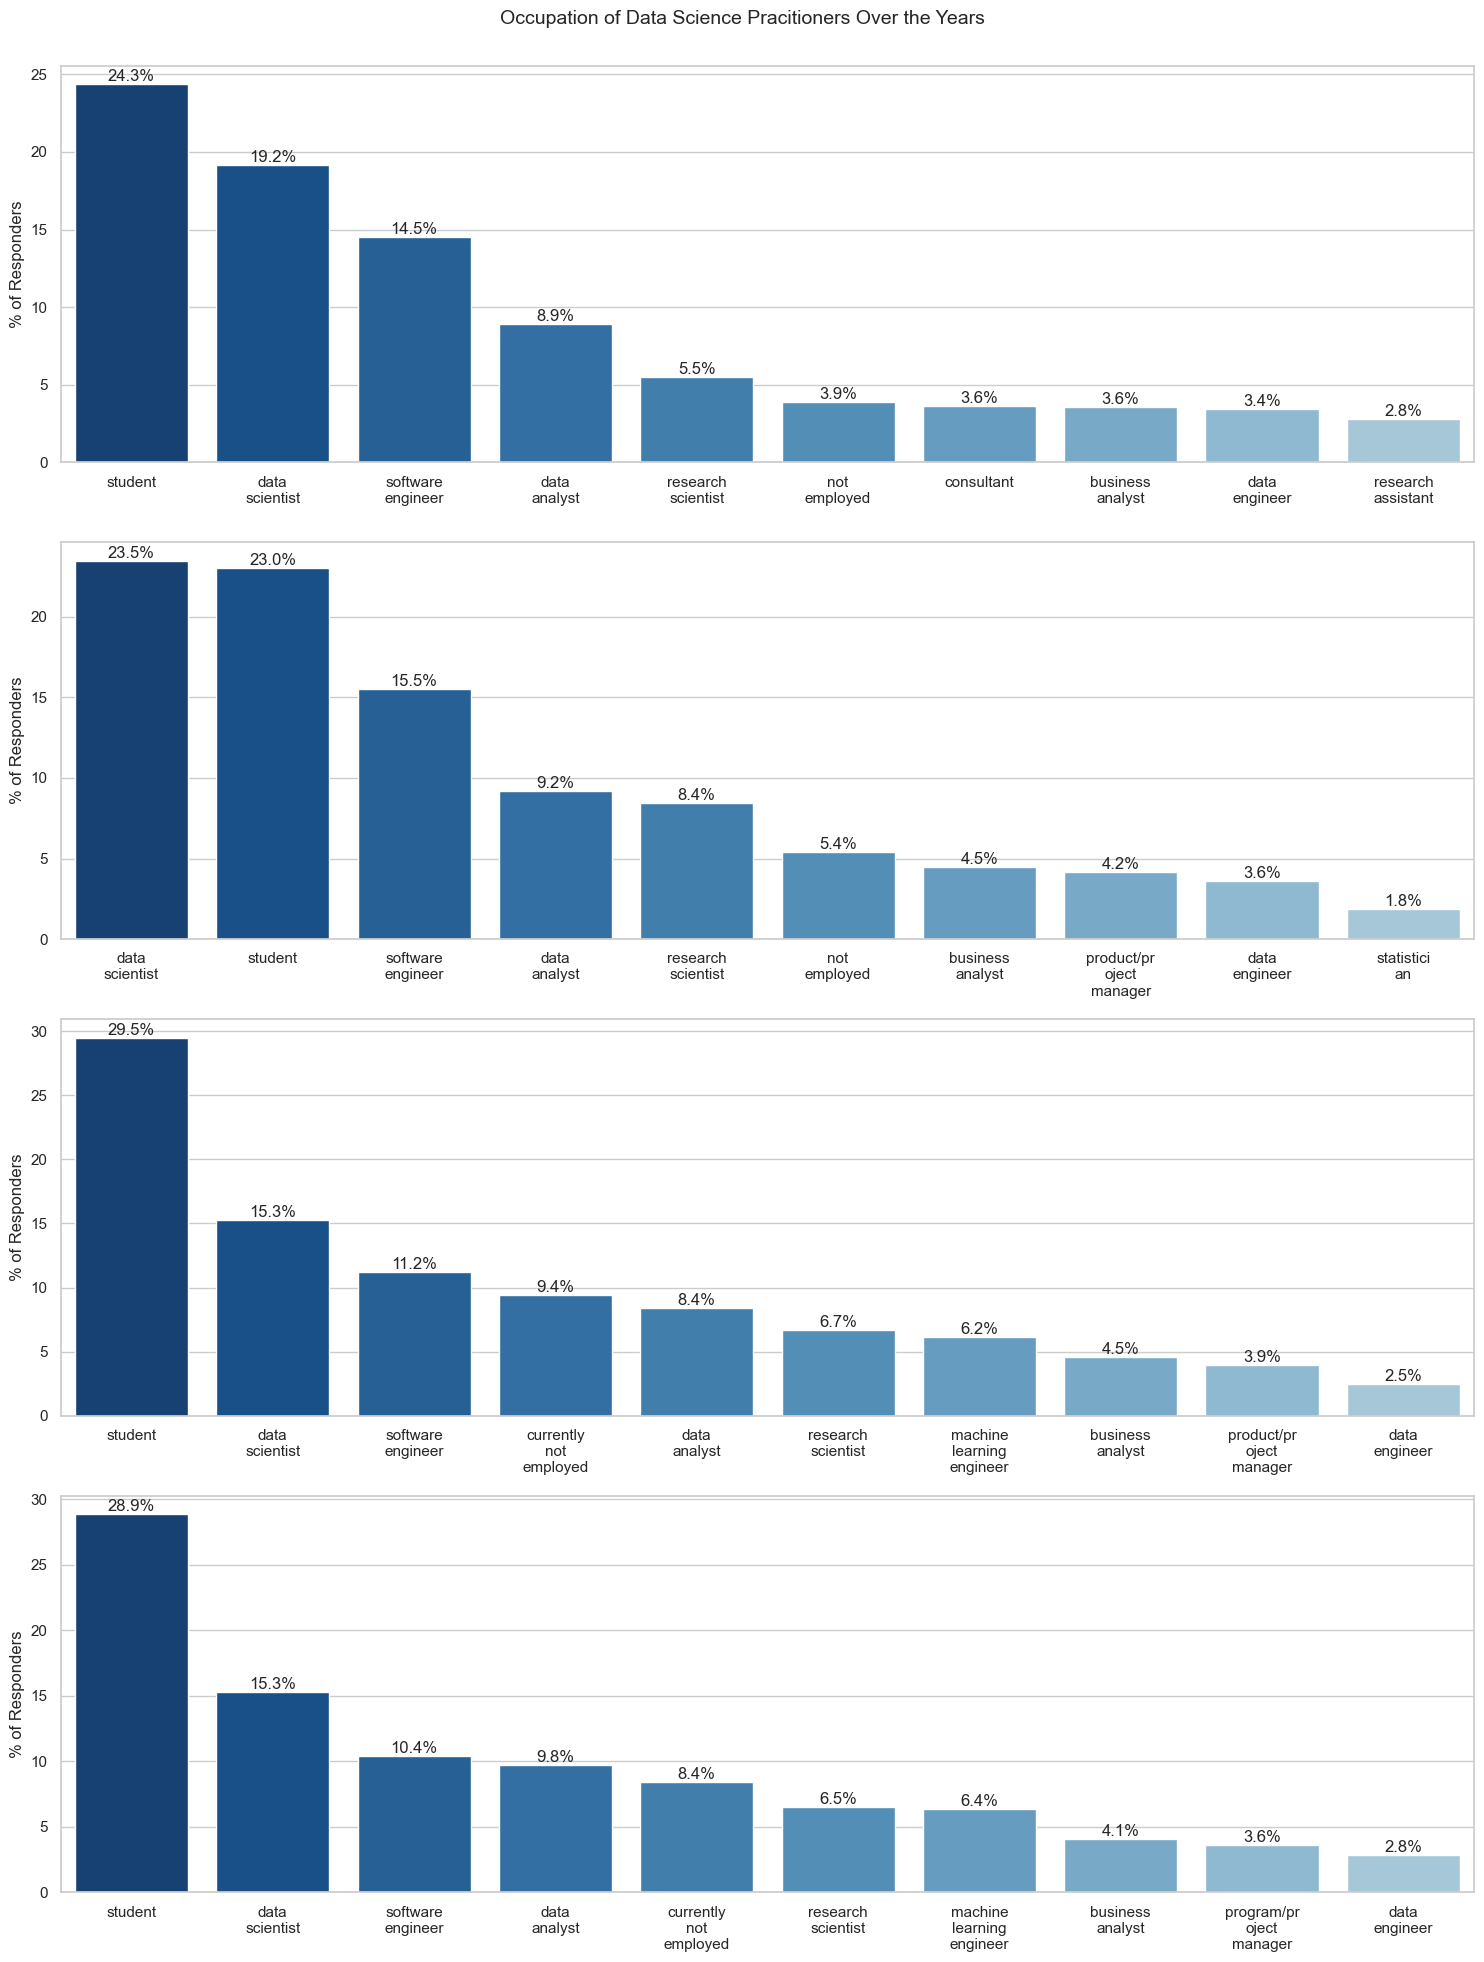 Occupation of Data Science Pracitioners Over the Years
% of Responders
25
20
15
10
5
0
24.3%
19.2%
14.5%
8.9%
5.5%
3.9%
3.6%
3.6%
3.4%
2.8%
student
data
scientist
software
engineer
data
analyst
research
scientist
not
employed
consultant
business
analyst
data
engineer
research
assistant
% of Responders
20
15
10
5
0
23.5%
23.0%
15.5%
9.2%
8.4%
5.4%
4.5%
4.2%
3.6%
1.8%
data
scientist
student
software
engineer
data
analyst
research
scientist
not
employed
business
analyst
product/pr
oject
manager
data
engineer
statistici
an
% of Responders
30
25
20
15
10
5
0
29.5%
15.3%
11.2%
9.4%
8.4%
6.7%
6.2%
4.5%
3.9%
2.5%
student
data
scientist
software
engineer
currently
not
employed
data
analyst
research
scientist
machine
learning
engineer
business
analyst
product/pr
oject
manager
data
engineer
% of Responders
30
25
20
15
10
5
0
28.9%
15.3%
10.4%
9.8%
8.4%
6.5%
6.4%
4.1%
3.6%
2.8%
student
data
scientist
software
engineer
data
analyst
currently
not
employed
research
scientist
machine
learning
engineer
business
analyst
program/pr
oject
manager
data
engineer